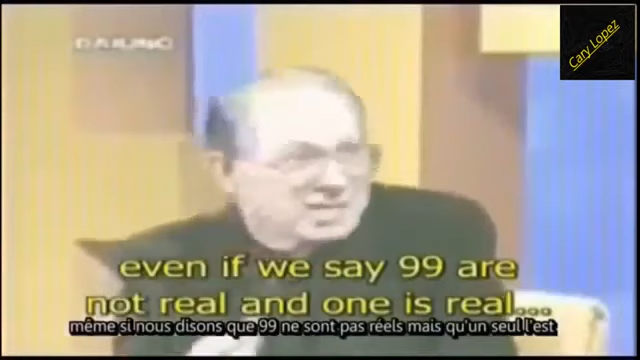 RAIUNO
Cary Lopez
even if we say 99 are
not real and one is real...
même si nous disons que 99 ne sont pas réels mais qu'un seul l'est